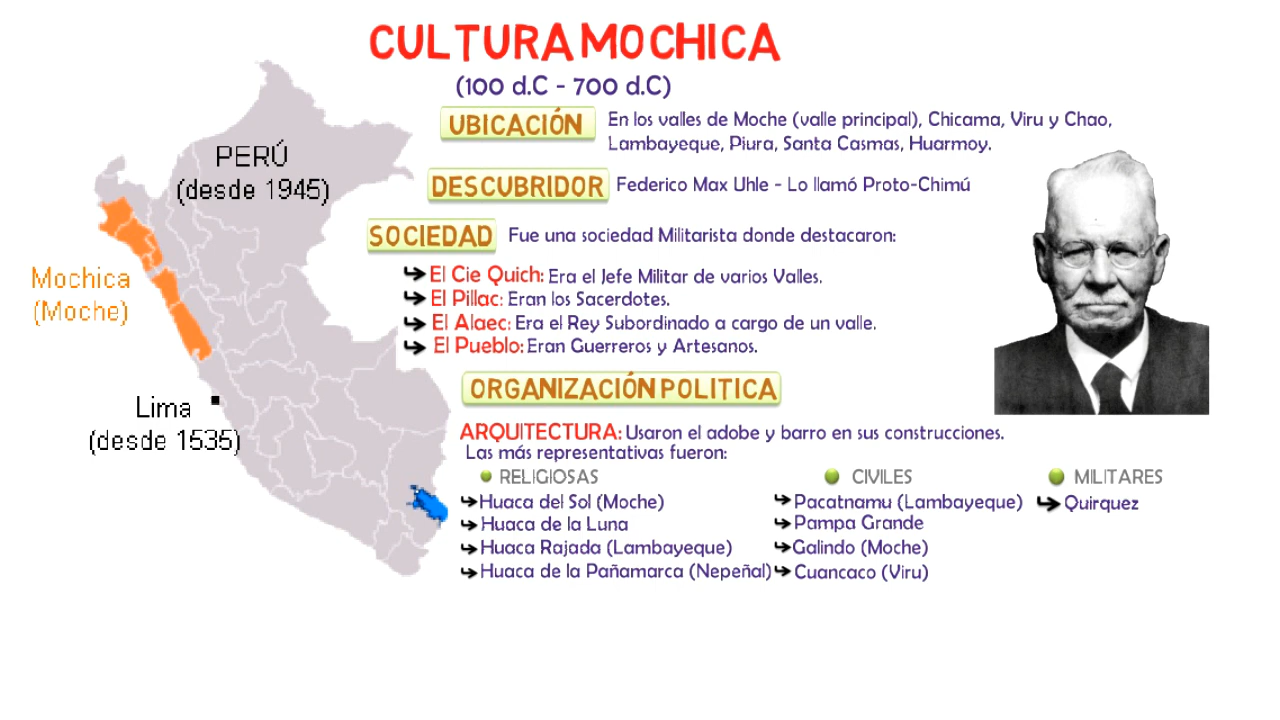 CULTURA MOCHICA
(100 d.C - 700 d.C)
UBICACIÓN
En los valles de Moche (valle principal), Chicama, Viru y Chao,
Lambayeque, Piura, Santa Casmas, Huarmoy.
DESCUBRIDOR
Federico Max Uhle - Lo llamó Proto-Chimú
SOCIEDAD
Fue una sociedad Militarista donde destacaron:
El Cie Quich: Era el Jefe Militar de varios Valles.
El Pillac: Eran los Sacerdotes.
El Alaec: Era el Rey Subordinado a cargo de un valle.
El Pueblo: Eran Guerreros y Artesanos.
PERÚ
(desde 1945)
Mochica
(Moche)
Lima
(desde 1535)
ORGANIZACIÓN POLITICA
ARQUITECTURA: Usaron el adobe y barro en sus construcciones.
Las más representativas fueron:
RELIGIOSAS
Huaca del Sol (Moche)
Huaca de la Luna
Huaca Rajada (Lambayeque)
Huaca de la Pañamarca (Nepeñal)
CIVILES
Pacatnamu (Lambayeque)
Pampa Grande
Galindo (Moche)
Cuancaco (Viru)
MILITARES
Quirquez